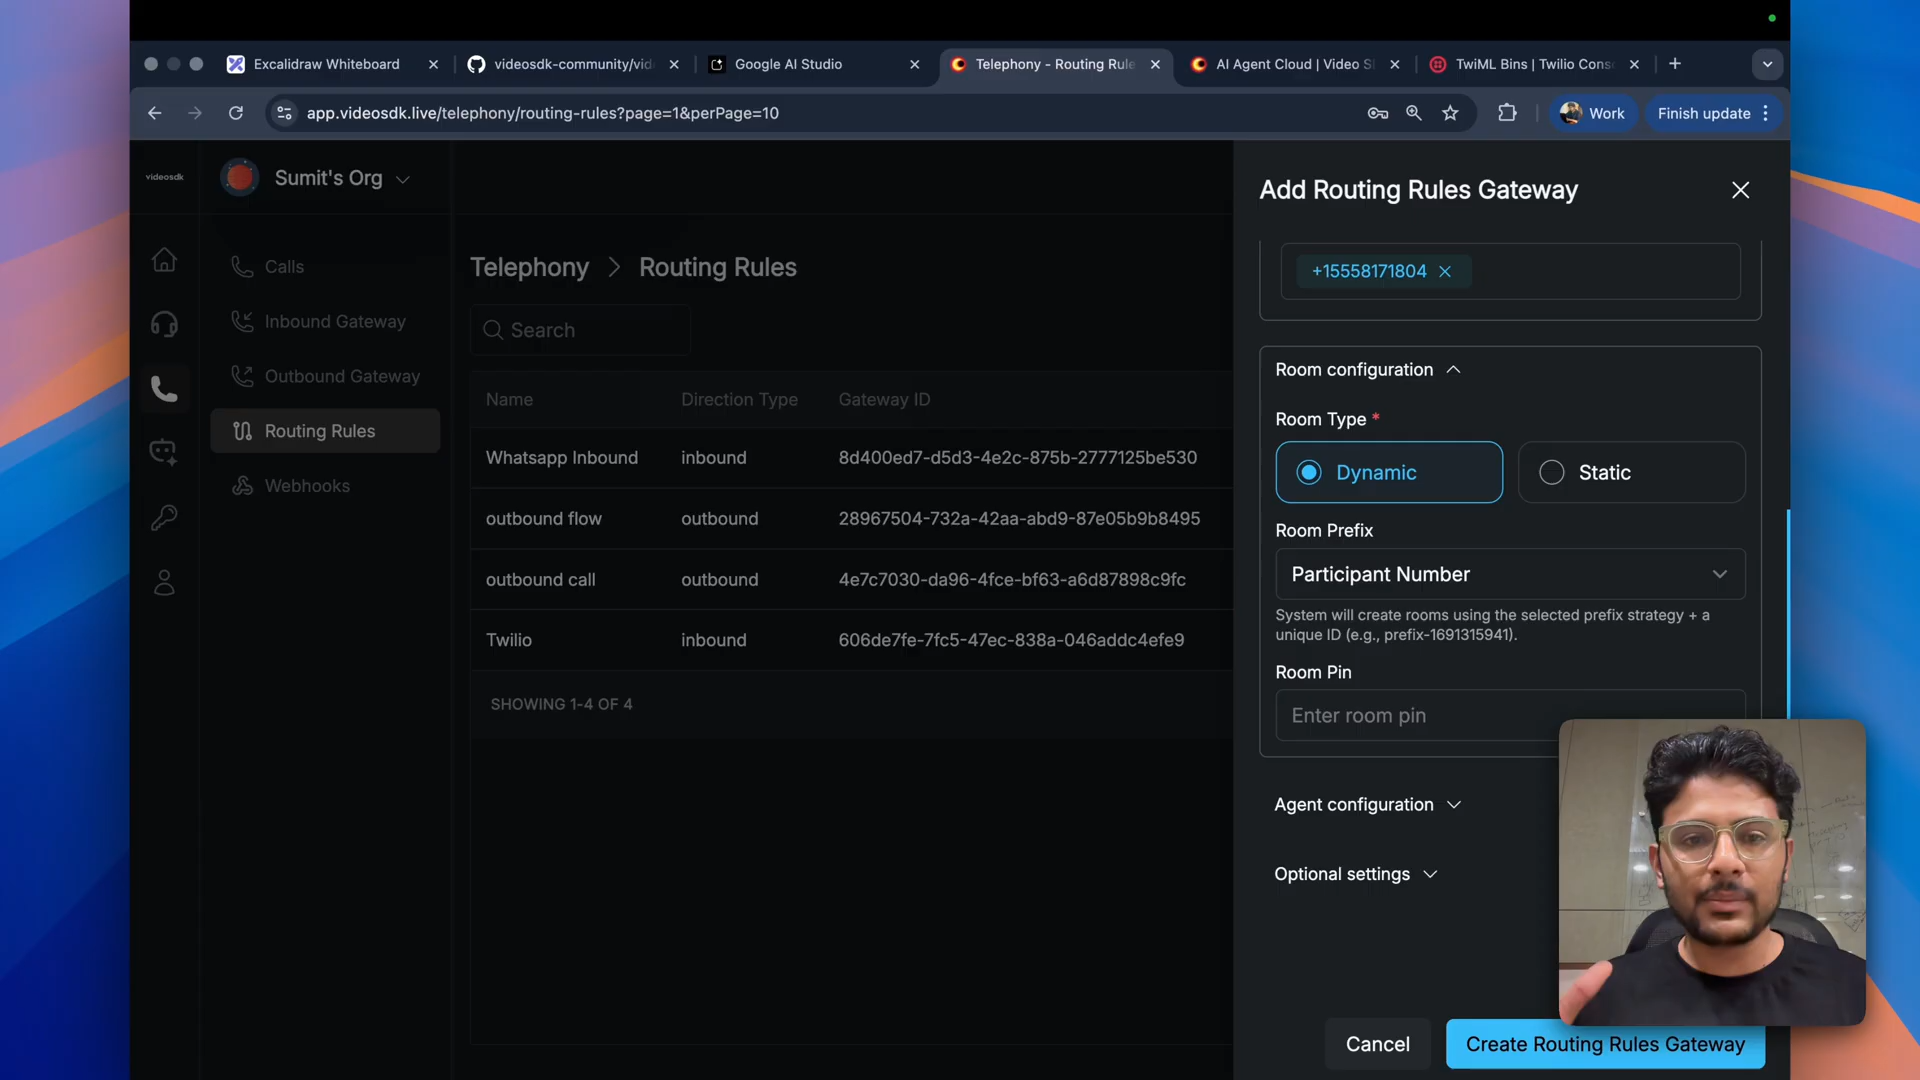 Excalidraw Whiteboard
videosdk-community/vid
Google AI Studio
Telephony - Routing Rule
AI Agent Cloud | Video S
TwiML Bins | Twilio Cons
app.videosdk.live/telephony/routing-rules?page=1&perPage=10
Work
Finish update
videosdk
Sumit's Org
Calls
Inbound Gateway
Outbound Gateway
Routing Rules
Webhooks
Telephony > Routing Rules
Search
Name Direction Type Gateway ID
Whatsapp Inbound inbound 8d400ed7-d5d3-4e2c-875b-2777125be530
outbound flow outbound 28967504-732a-42aa-abd9-87e05b9b8495
outbound call outbound 4e7c7030-da96-4fce-bf63-a6d87898c9fc
Twilio inbound 606de7fe-7fc5-47ec-838a-046addc4efe9
SHOWING 1-4 OF 4
Add Routing Rules Gateway
+15558171804
Room configuration
Room Type *
Dynamic
Static
Room Prefix
Participant Number
System will create rooms using the selected prefix strategy + a
unique ID (e.g., prefix-1691315941).
Room Pin
Enter room pin
Agent configuration
Optional settings
Cancel
Create Routing Rules Gateway